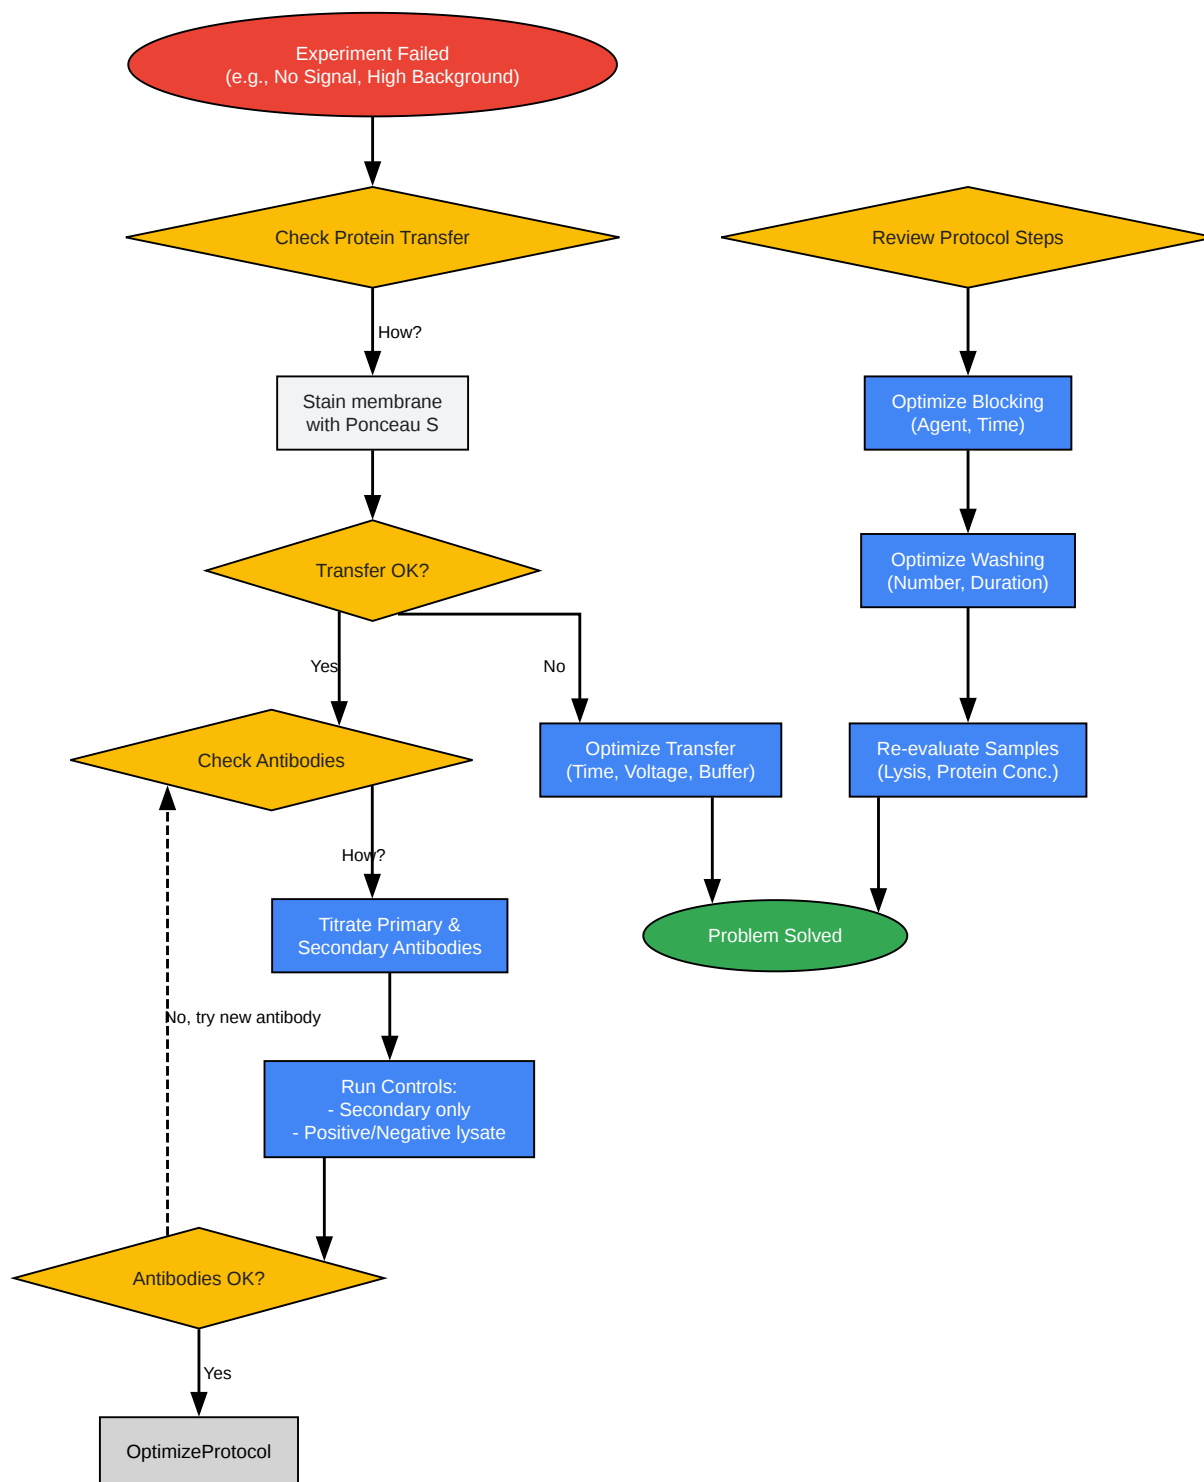 Experiment Failed
(e.g., No Signal, High Background)
Check Protein Transfer
Review Protocol Steps
How?
Stain membrane
with Ponceau S
Optimize Blocking
(Agent, Time)
Transfer OK?
Optimize Washing
(Number, Duration)
Yes
No
Check Antibodies
Optimize Transfer
(Time, Voltage, Buffer)
Re-evaluate Samples
(Lysis, Protein Conc.)
How?
Titrate Primary &
Secondary Antibodies
Problem Solved
No, try new antibody
Run Controls:
- Secondary only
- Positive/Negative lysate
Antibodies OK?
Yes
OptimizeProtocol